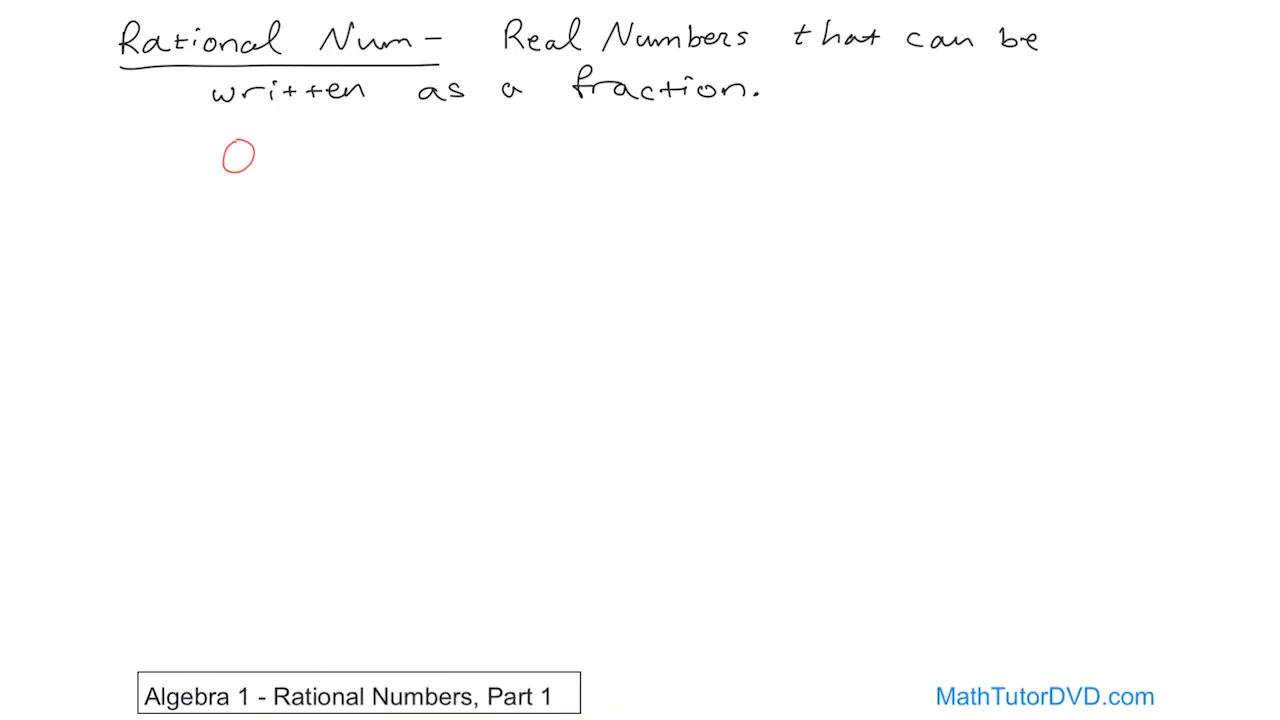 Rational Num - Real Numbers that can be
written as a fraction.
0
Algebra 1 - Rational Numbers, Part 1
MathTutorDVD.com